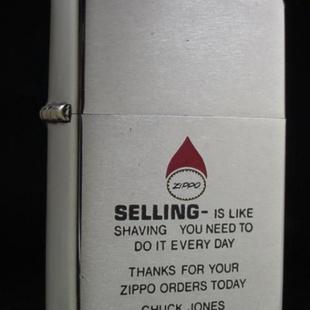 ZIPPO
SELLING- IS LIKE
SHAVING YOU NEED TO
DO IT EVERY DAY
THANKS FOR YOUR
ZIPPO ORDERS TODAY
CHUCK JONES